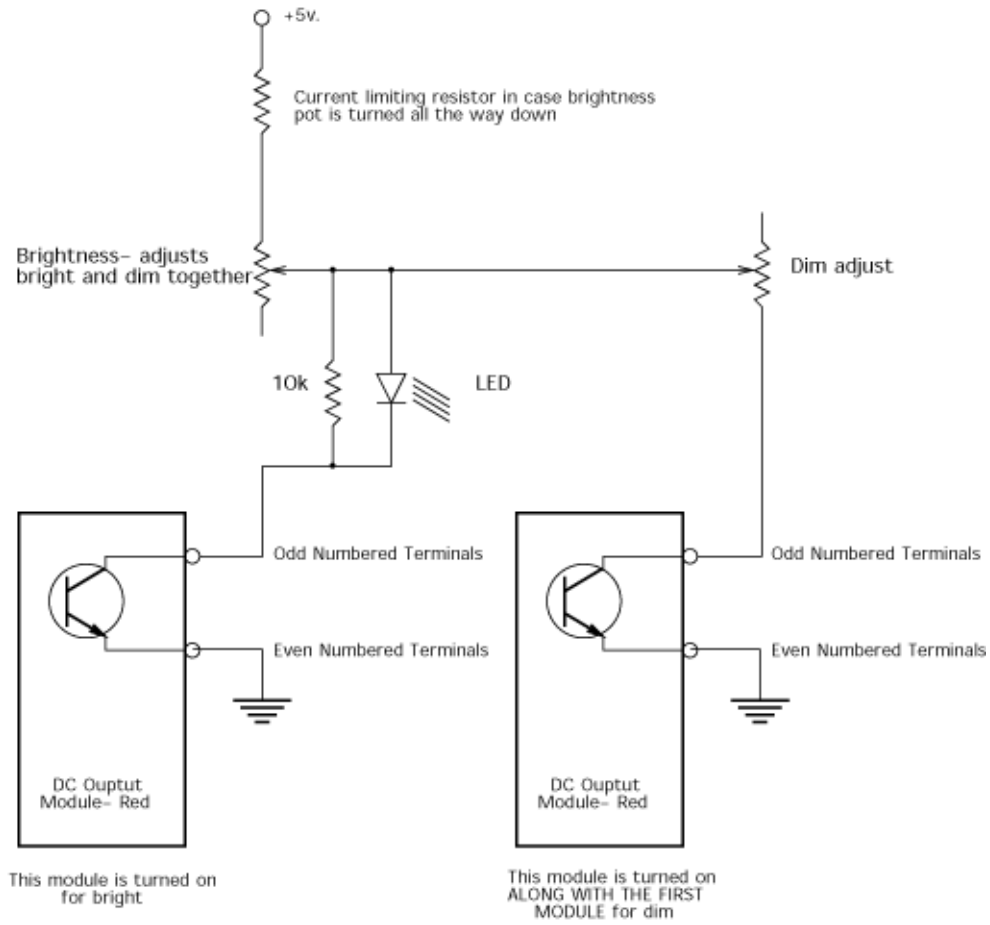 +5v.
Current limiting resistor in case brightness
pot is turned all the way down
Brightness– adjusts
bright and dim together
Dim adjust
10k
LED
Odd Numbered Terminals
Even Numbered Terminals
DC Ouptut
Module– Red
This module is turned on
for bright
Odd Numbered Terminals
Even Numbered Terminals
DC Ouptut
Module– Red
This module is turned on
ALONG WITH THE FIRST
MODULE for dim